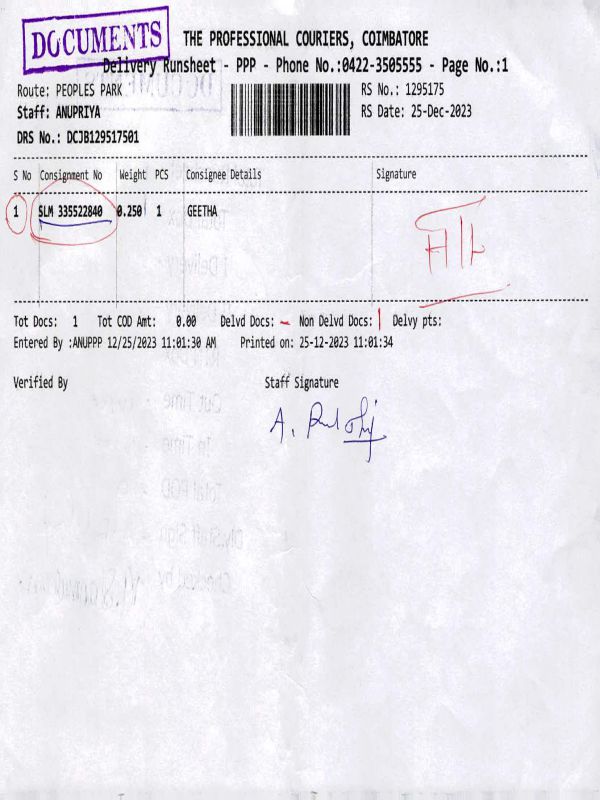 DOCUMENTS
THE PROFESSIONAL COURIERS, COIMBATORE
Delivery Runsheet - PPP - Phone No.:0422-3505555 - Page No.:1
Route: PEOPLES PARK RS No.: 1295175
Staff: ANUPRIYA RS Date: 25-Dec-2023
DRS No.: DCJB129517501
S No Consignment No Weight PCS Consignee Details Signature
1 SLM 335522840 0.250 1 GEETHA
Tot Docs: 1 Tot COD Amt: 0.00 Delvd Docs: - Non Delvd Docs: | Delvy pts:
Entered By :ANUPPP 12/25/2023 11:01:30 AM Printed on: 25-12-2023 11:01:34
Verified By Staff Signature
A.